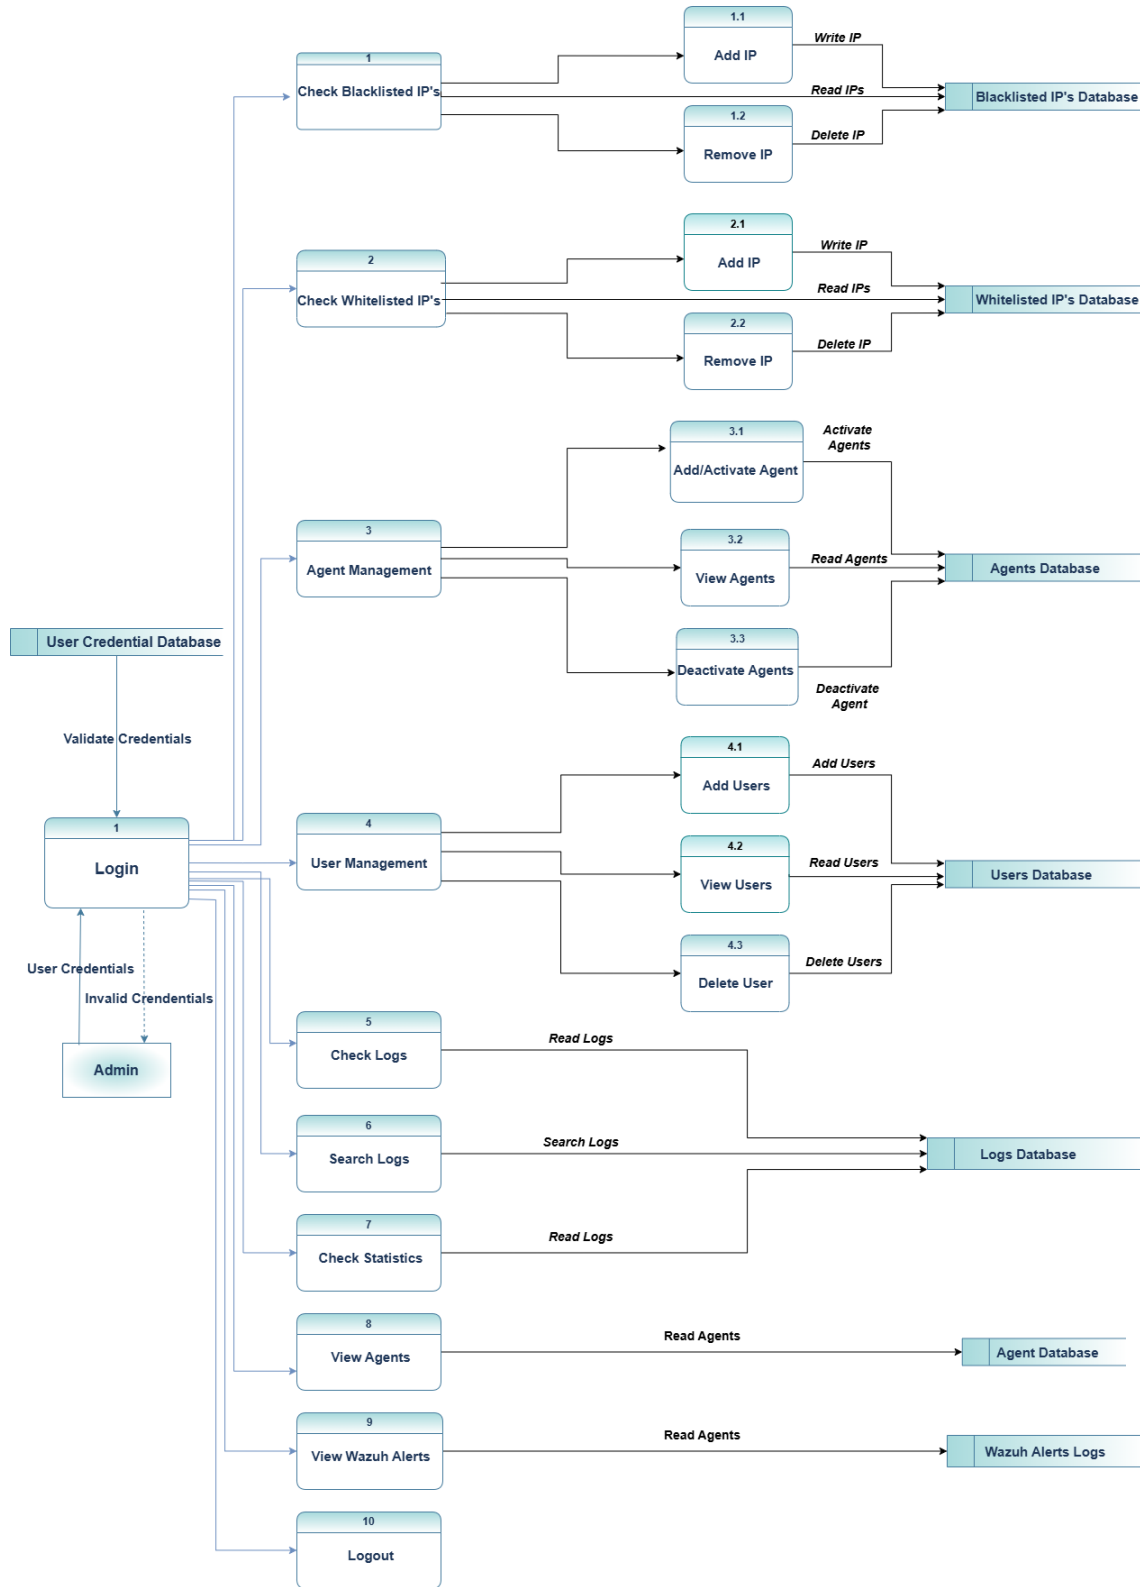 1
Check Blacklisted IP's
1.1
Add IP
Write IP
Read IPs
1.2
Remove IP
Delete IP
Blacklisted IP's Database
2
Check Whitelisted IP's
2.1
Add IP
Write IP
Read IPs
2.2
Remove IP
Delete IP
Whitelisted IP's Database
3
Agent Management
3.1
Add/Activate Agent
Activate
Agents
3.2
View Agents
Read Agents
3.3
Deactivate Agents
Deactivate
Agent
Agents Database
User Credential Database
Validate Credentials
1
Login
User Credentials
Invalid Crendentials
Admin
4
User Management
4.1
Add Users
Add Users
4.2
View Users
Read Users
4.3
Delete User
Delete Users
Users Database
5
Check Logs
Read Logs
6
Search Logs
Search Logs
7
Check Statistics
Read Logs
Logs Database
8
View Agents
Read Agents
Agent Database
9
View Wazuh Alerts
Read Agents
Wazuh Alerts Logs
10
Logout